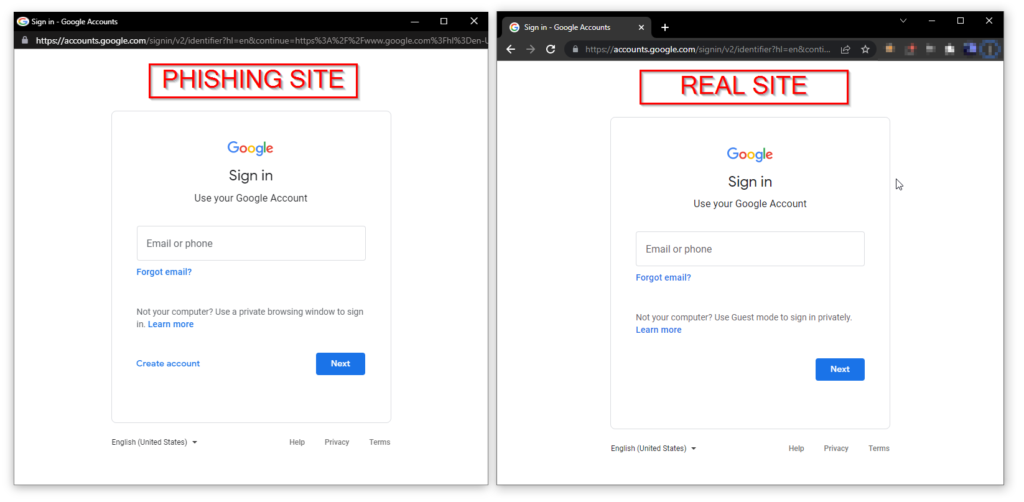 Sign in - Google Accounts
https://accounts.google.com/signin/v2/identifier?hl=en&continue=https%3A%2F%2Fwww.google.com%3Fhl%3Den-U
PHISHING SITE
Google
Sign in
Use your Google Account
Email or phone
Forgot email?
Not your computer? Use a private browsing window to sign
in. Learn more
Create account
Next
English (United States)
Help Privacy Terms
Sign in - Google Accounts
https://accounts.google.com/signin/v2/identifier?hl=en&conti...
REAL SITE
Google
Sign in
Use your Google Account
Email or phone
Forgot email?
Not your computer? Use Guest mode to sign in privately.
Learn more
Next
English (United States)
Help Privacy Terms